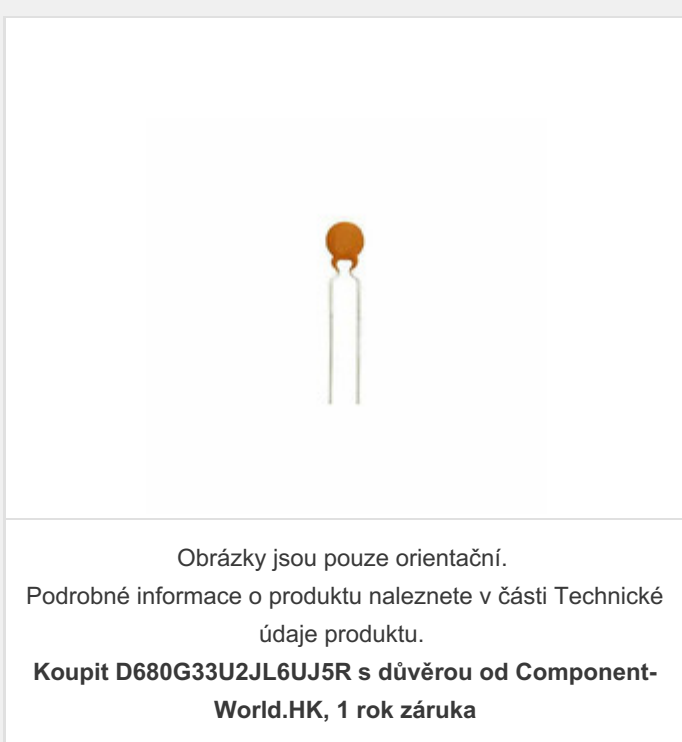 Obrázky jsou pouze orientační.
Podrobné informace o produktu naleznete v části Technické
údaje produktu.
Koupit D680G33U2JL6UJ5R s důvěrou od Component-
World.HK, 1 rok záruka